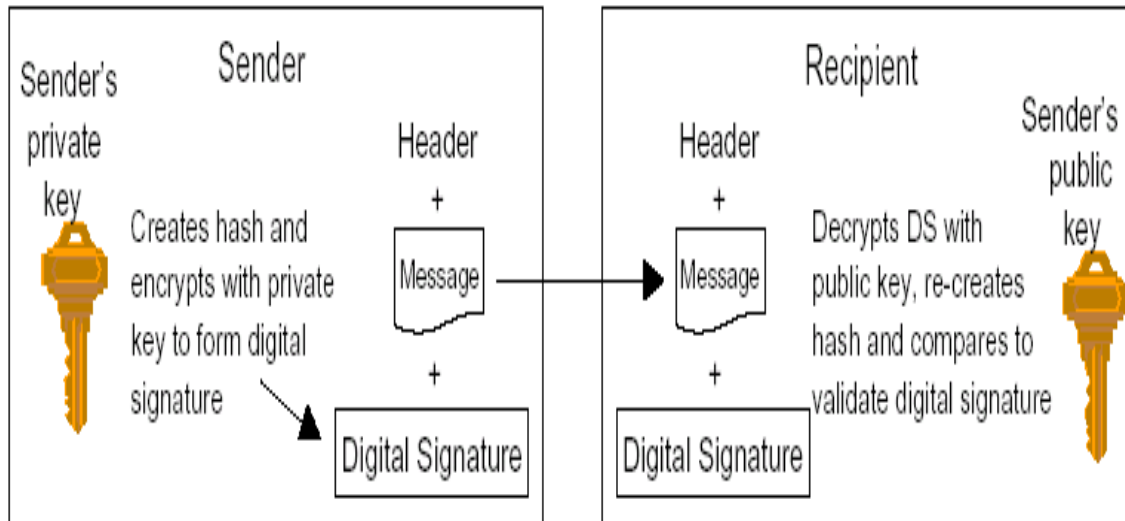 Sender
Sender's
private
key
Creates hash and
encrypts with private
key to form digital
signature
Header
+
Message
+
Digital Signature
Recipient
Header
+
Message
+
Digital Signature
Decrypts DS with
public key, re-creates
hash and compares to
validate digital signature
Sender's
public
key